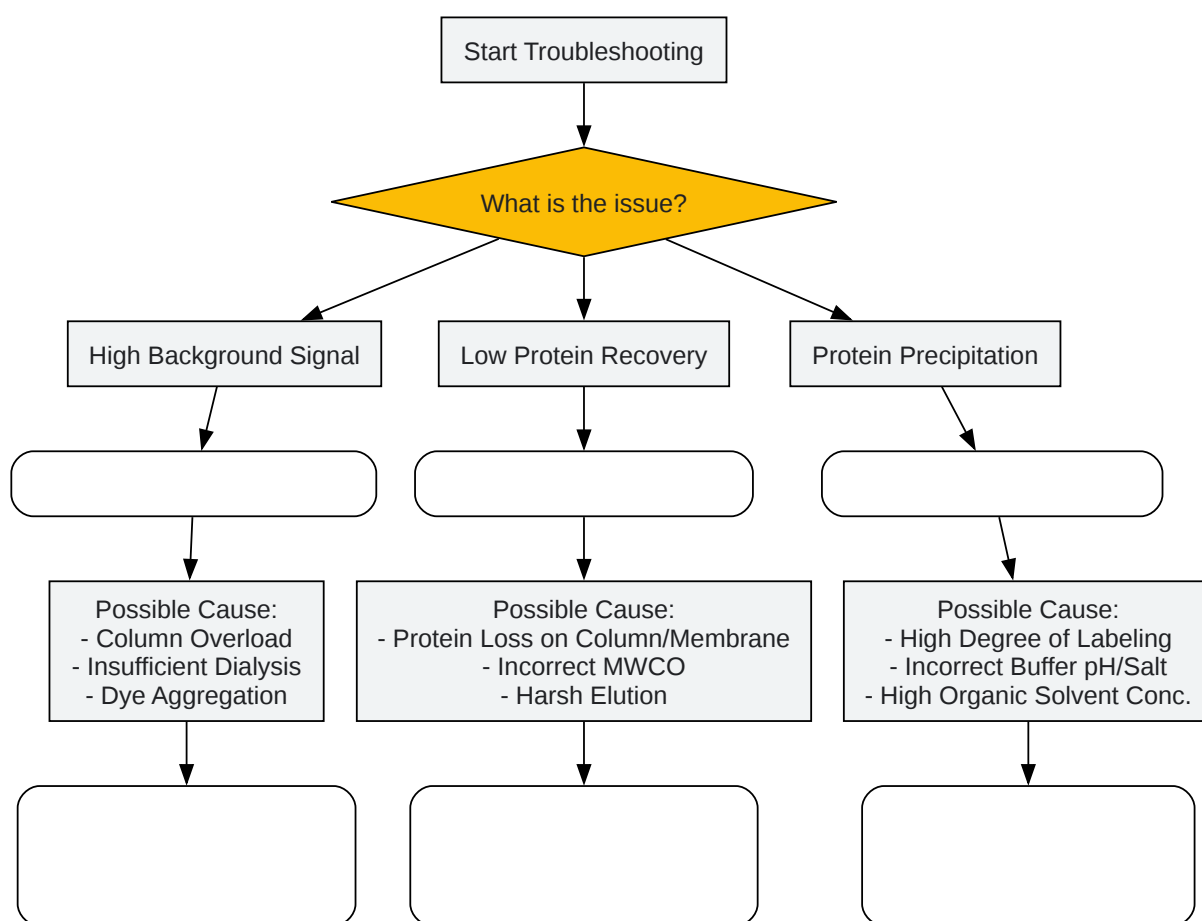 Start Troubleshooting
What is the issue?
High Background Signal
Low Protein Recovery
Protein Precipitation
Possible Cause:
- Column Overload
- Insufficient Dialysis
- Dye Aggregation
Possible Cause:
- Protein Loss on Column/Membrane
- Incorrect MWCO
- Harsh Elution
Possible Cause:
- High Degree of Labeling
- Incorrect Buffer pH/Salt
- High Organic Solvent Conc.